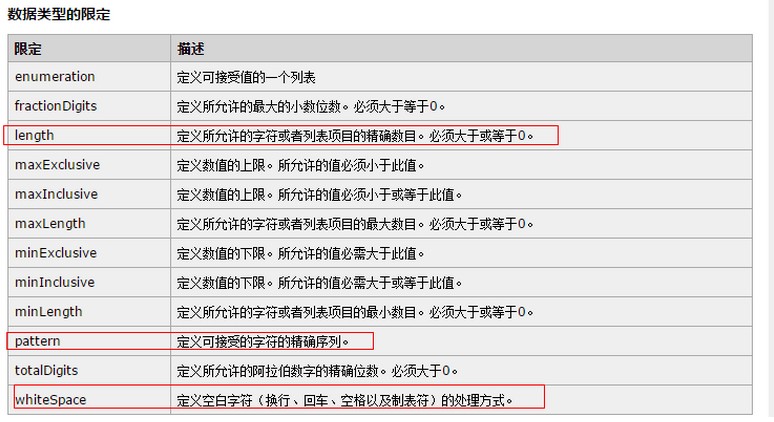 数据类型的限定
限定 描述
enumeration 定义可接受值的一个列表
fractionDigits 定义所允许的最大的小数位数。必须大于等于0。
length 定义所允许的字符或者列表项目的精确数目。必须大于或等于0。
maxExclusive 定义数值的上限。所允许的值必须小于此值。
maxInclusive 定义数值的上限。所允许的值必须小于或等于此值。
maxLength 定义所允许的字符或者列表项目的最大数目。必须大于或等于0。
minExclusive 定义数值的下限。所允许的值必需大于此值。
minInclusive 定义数值的下限。所允许的值必需大于或等于此值。
minLength 定义所允许的字符或者列表项目的最小数目。必须大于或等于0。
pattern 定义可接受的字符的精确序列。
totalDigits 定义所允许的阿拉伯数字的精确位数。必须大于0。
whiteSpace 定义空白字符（换行、回车、空格以及制表符）的处理方式。